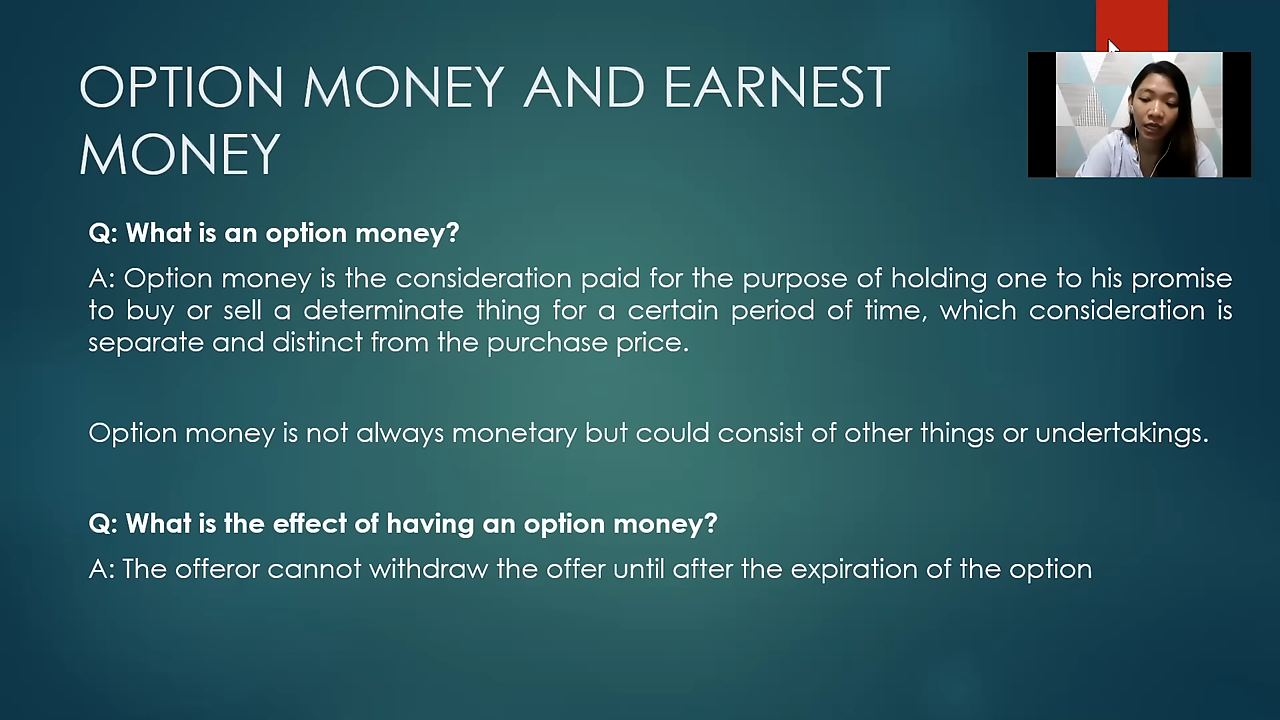 OPTION MONEY AND EARNEST
MONEY
Q: What is an option money?
A: Option money is the consideration paid for the purpose of holding one to his promise
to buy or sell a determinate thing for a certain period of time, which consideration is
separate and distinct from the purchase price.
Option money is not always monetary but could consist of other things or undertakings.
Q: What is the effect of having an option money?
A: The offeror cannot withdraw the offer until after the expiration of the option